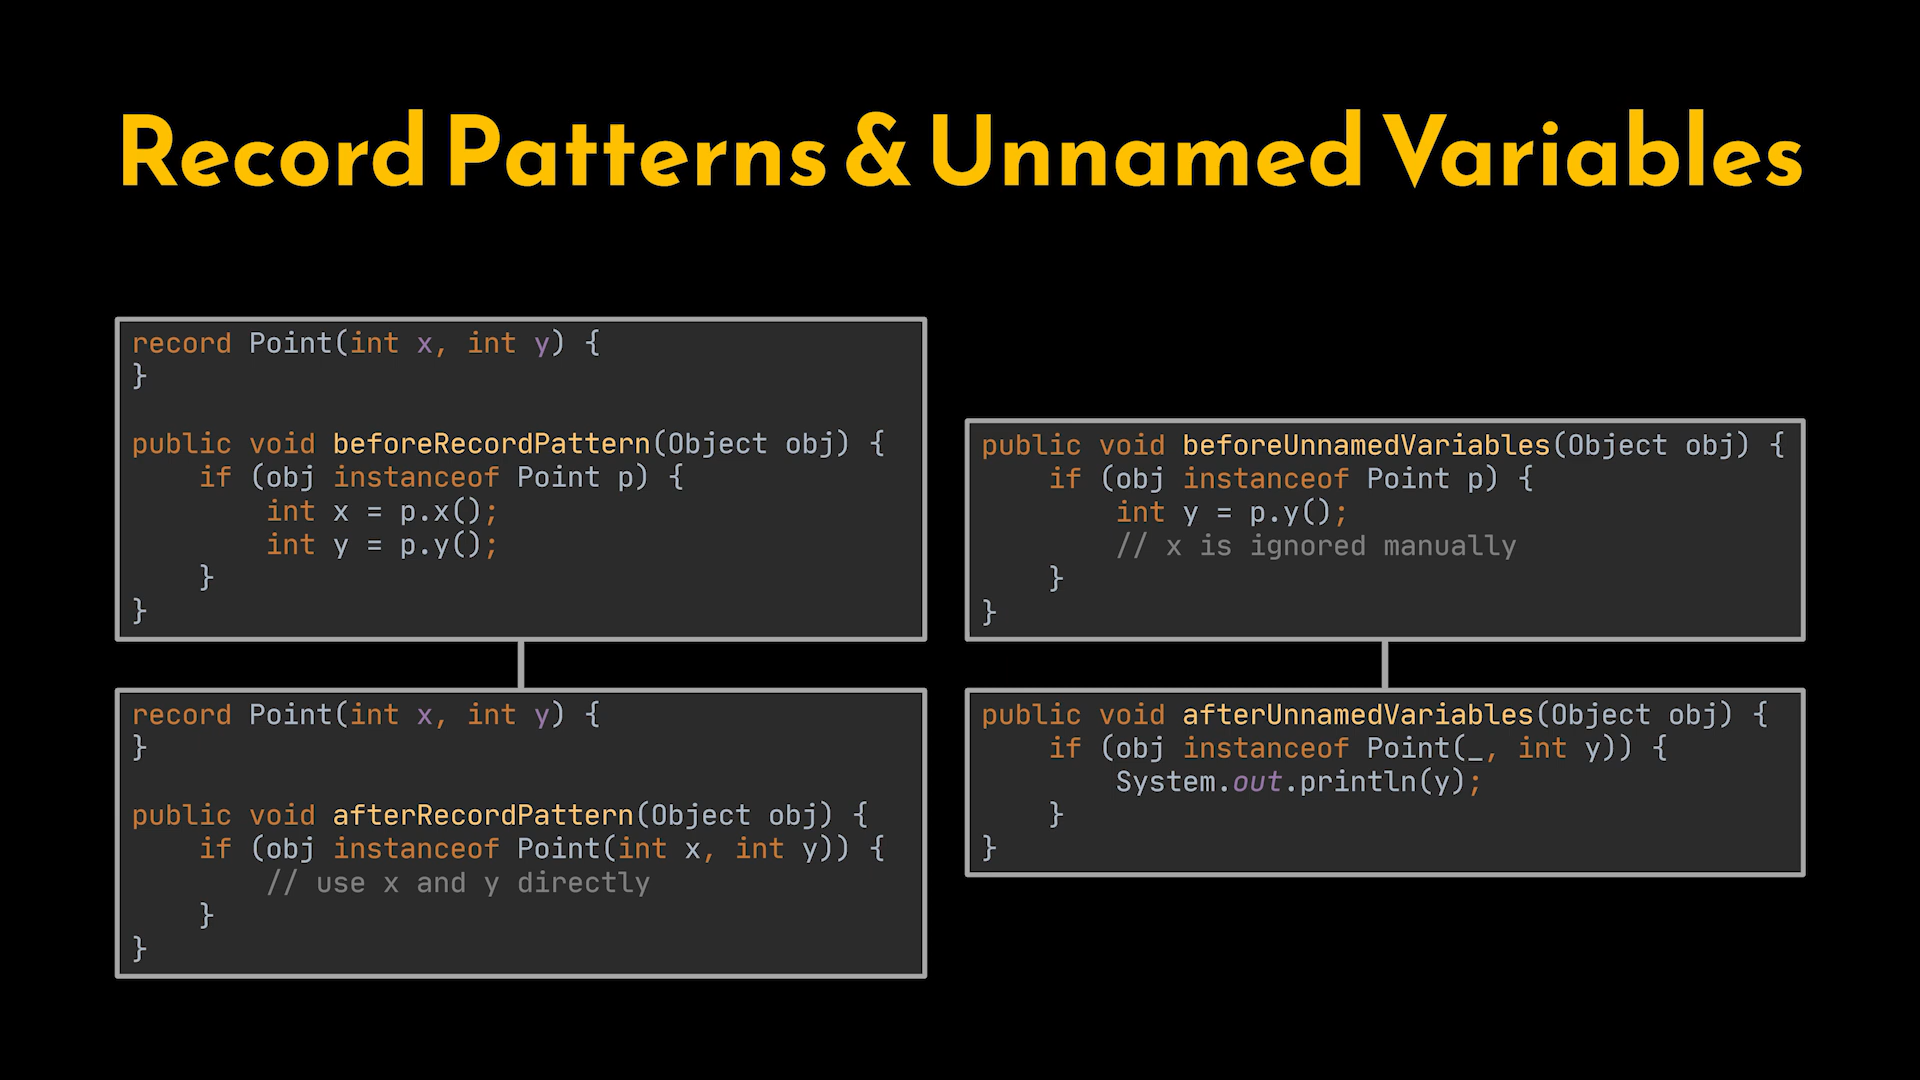 Record Patterns & Unnamed Variables
record Point(int x, int y) {
}
public void beforeRecordPattern(Object obj) {
    if (obj instanceof Point p) {
        int x = p.x();
        int y = p.y();
    }
}
record Point(int x, int y) {
}
public void afterRecordPattern(Object obj) {
    if (obj instanceof Point(int x, int y)) {
        // use x and y directly
    }
}
public void beforeUnnamedVariables(Object obj) {
    if (obj instanceof Point p) {
        int y = p.y();
        // x is ignored manually
    }
}
public void afterUnnamedVariables(Object obj) {
    if (obj instanceof Point(_, int y)) {
        System.out.println(y);
    }
}